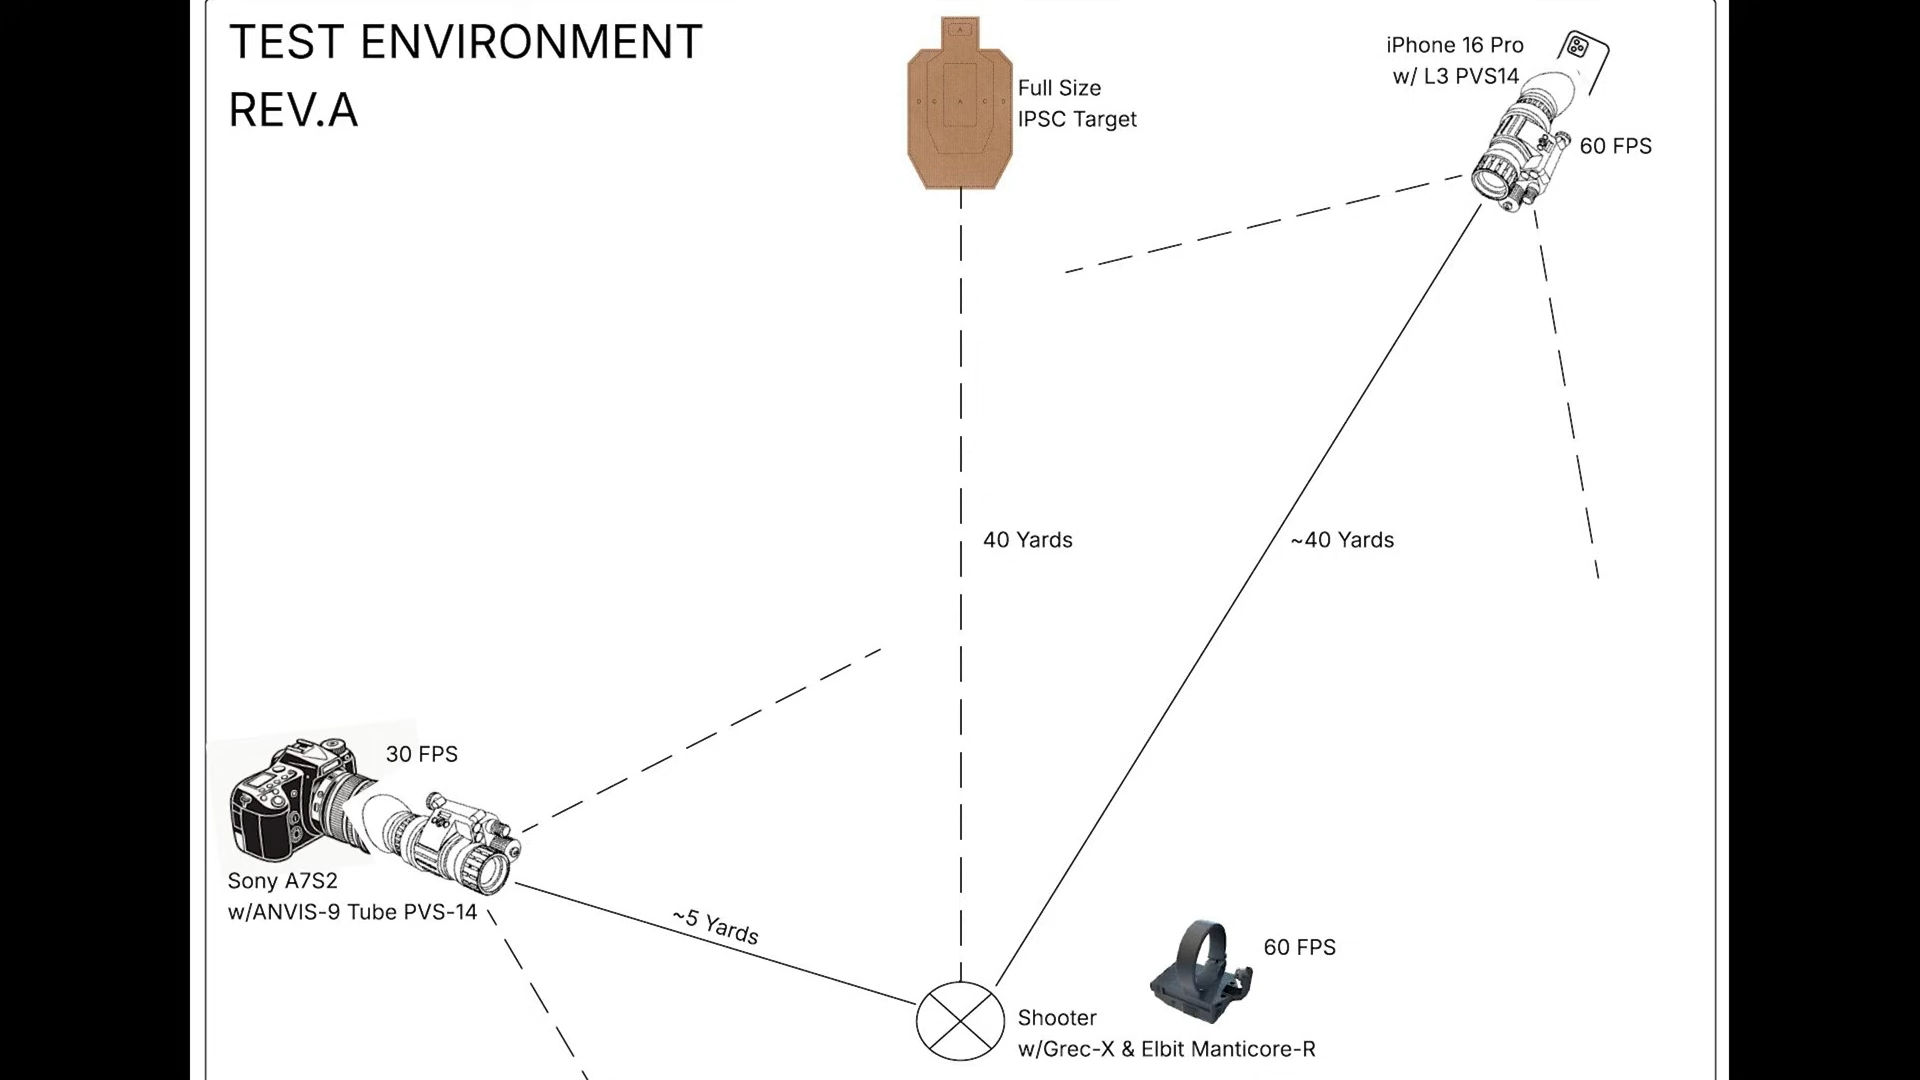 TEST ENVIRONMENT
REV.A
A
D C A C D
Full Size
IPSC Target
iPhone 16 Pro
w/ L3 PVS14
60 FPS
40 Yards
~40 Yards
30 FPS
Sony A7S2
w/ANVIS-9 Tube PVS-14
~5 Yards
60 FPS
Shooter
w/Grec-X & Elbit Manticore-R